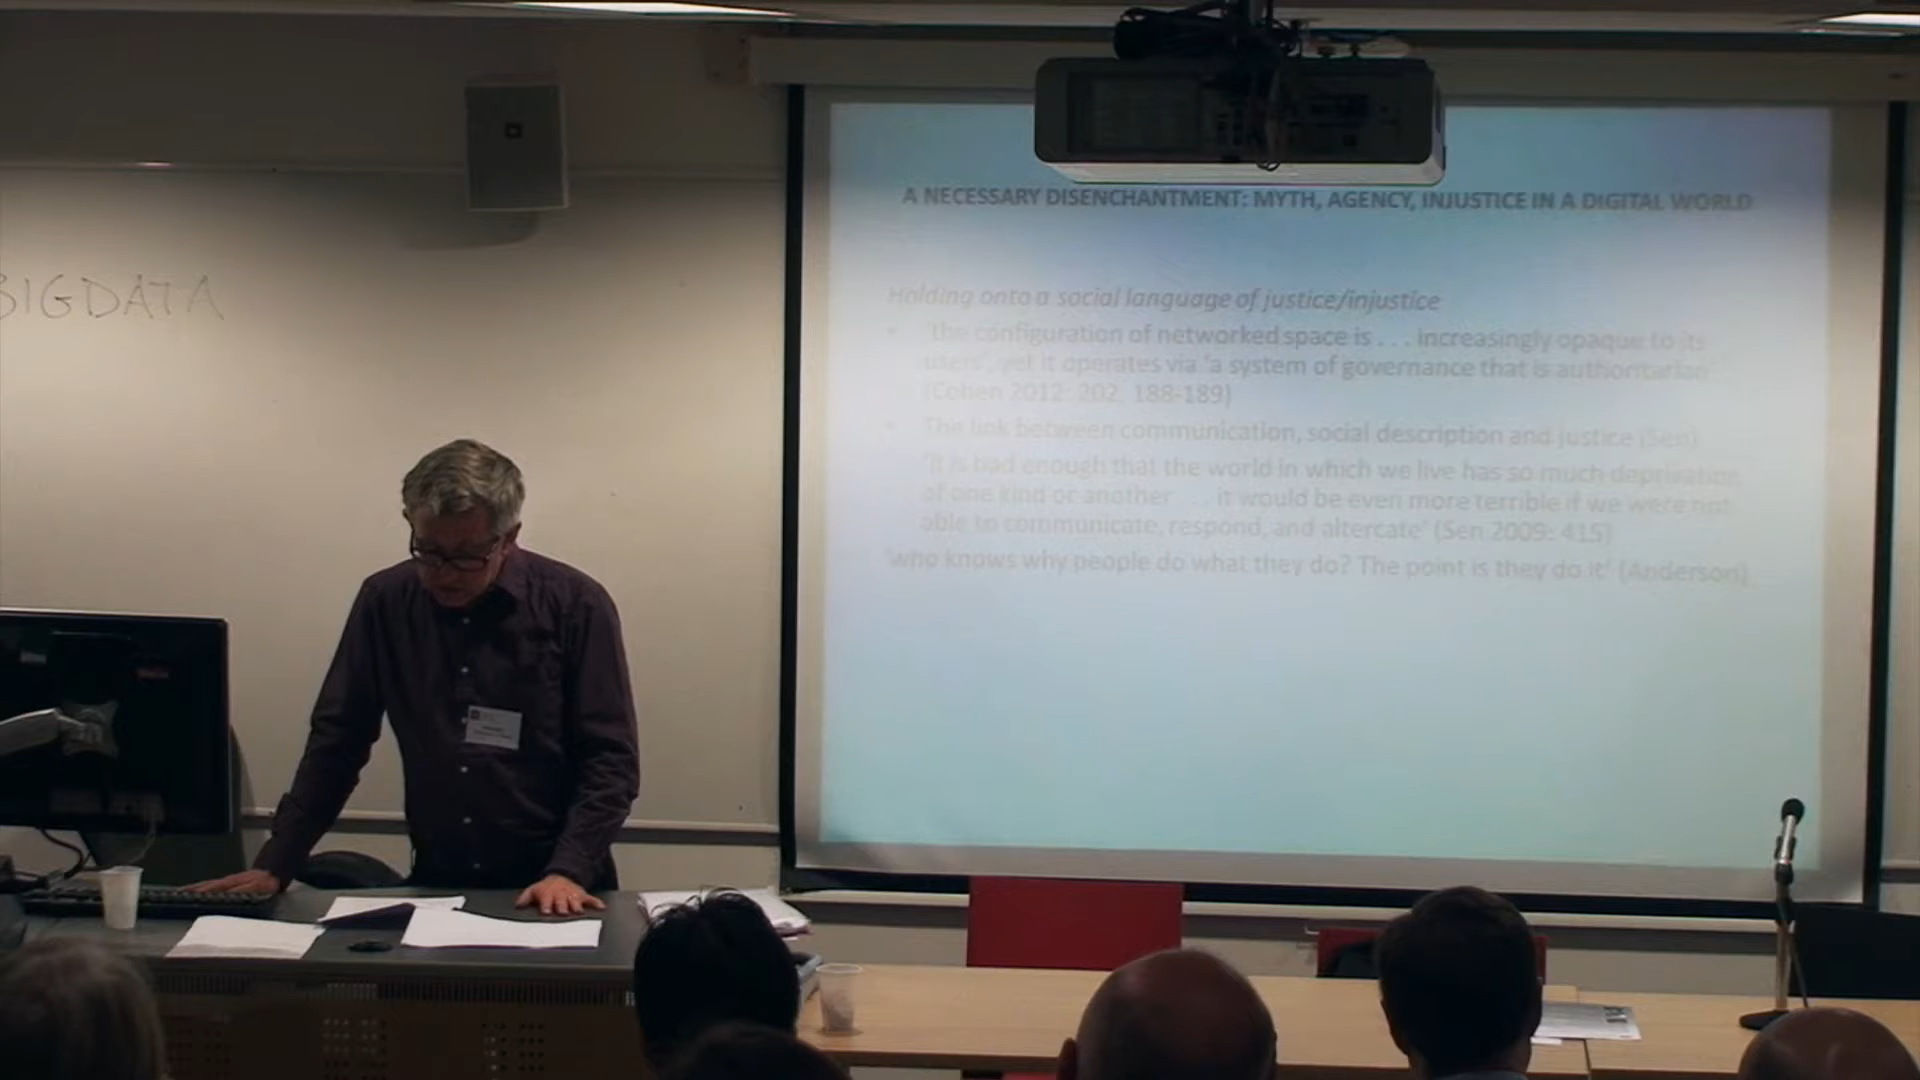 BIGDATA
A NECESSARY DISENCHANTMENT: MYTH, AGENCY, INJUSTICE IN A DIGITAL WORLD
Holding onto a social language of justice/injustice
• 'the configuration of networked space is . . . increasingly opaque to its
users', yet it operates via 'a system of governance that is authoritarian'
(Cohen 2012: 202, 188-189)
• The link between communication, social description and justice (Sen)
'it is bad enough that the world in which we live has so much deprivation
of one kind or another . . . it would be even more terrible if we were not
able to communicate, respond, and altercate' (Sen 2009: 415)
'who knows why people do what they do? The point is they do it' (Anderson)